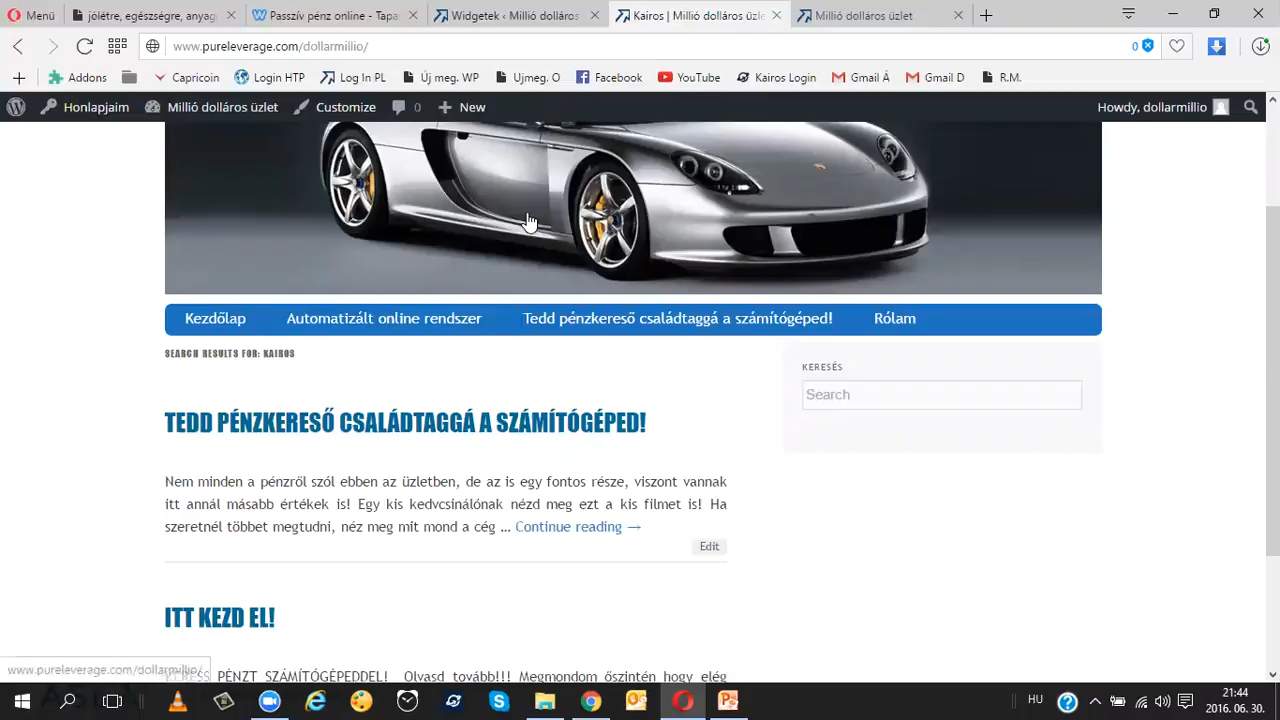 Menü
jólétre, egészségre, anyag
Passzív pénz online - Tapas
Widgetek ‹ Millió dolláros
Kairos | Millió dolláros üzle
Millió dolláros üzlet
www.pureleverage.com/dollarmillio/
0
Addons
Capricoin
Login HTP
Log In PL
Új meg. WP
Újmeg. O
Facebook
YouTube
Kairos Login
Gmail Á
Gmail D
R.M.
Honlapjaim
Millió dolláros üzlet
Customize
0
New
Howdy, dollarmillio
Kezdőlap
Automatizált online rendszer
Tedd pénzkereső családtaggá a számítógéped!
Rólam
SEARCH RESULTS FOR: KAIROS
KERESÉS
Search
TEDD PÉNZKERESŐ CSALÁDTAGGÁ A SZÁMÍTÓGÉPED!
Nem minden a pénzről szól ebben az üzletben, de az is egy fontos része, viszont vannak
itt annál másabb értékek is! Egy kis kedvcsinálónak nézd meg ezt a kis filmet is! Ha
szeretnél többet megtudni, néz meg mit mond a cég … Continue reading →
Edit
ITT KEZD EL!
PÉNZT SZÁMÍTÓGÉPEDDEL! Olvasd tovább!!! Megmondom őszintén hogy elég
www.pureleverage.com/dollarmillio/
HU
21:44
2016. 06. 30.